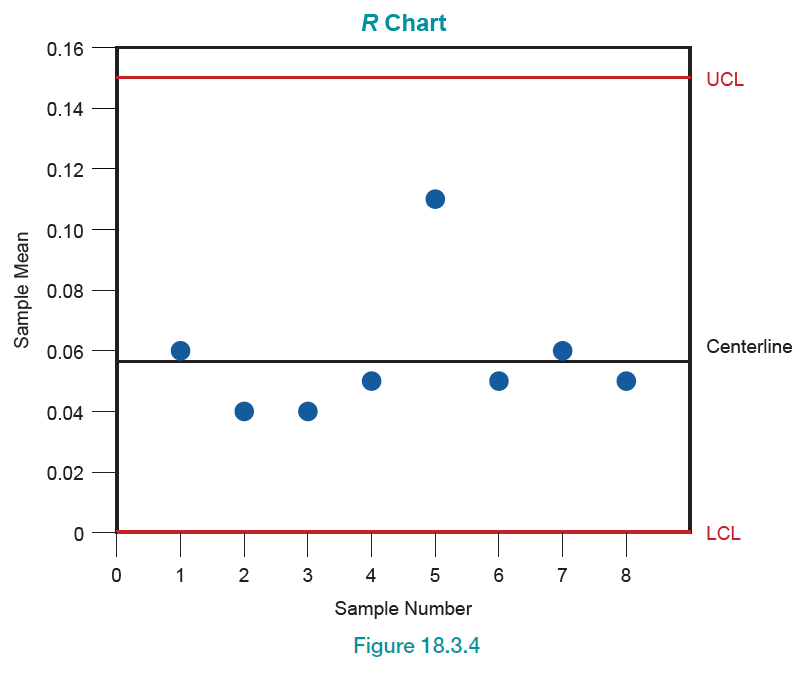 R Chart
0.16
UCL
0.14
0.12
0.10
0.08
Sample Mean
0.06
Centerline
0.04
0.02
0
LCL
0 1 2 3 4 5 6 7 8
Sample Number
Figure 18.3.4